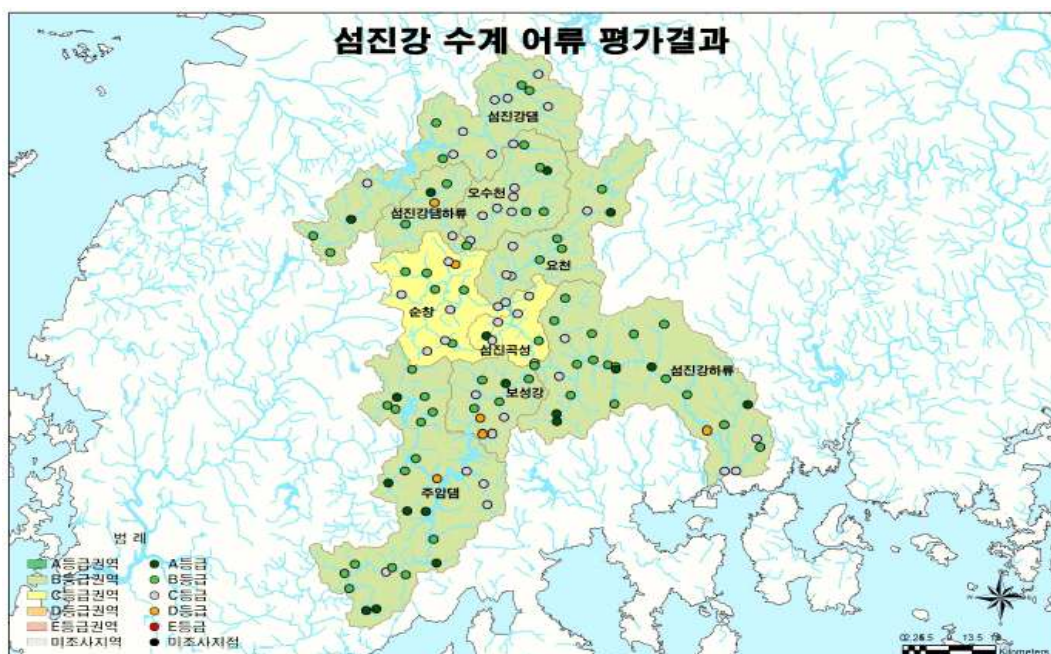 섬진강 수계 어류 평가결과
섬진강댐
오수천
섬진강댐하류
요천
순창
섬진곡성
섬진강하류
보성강
주암댐
범 례
A등급권역 A등급
B등급권역 B등급
C등급권역 C등급
D등급권역 D등급
E등급권역 E등급
미조사지역 미조사지점
Kilometers